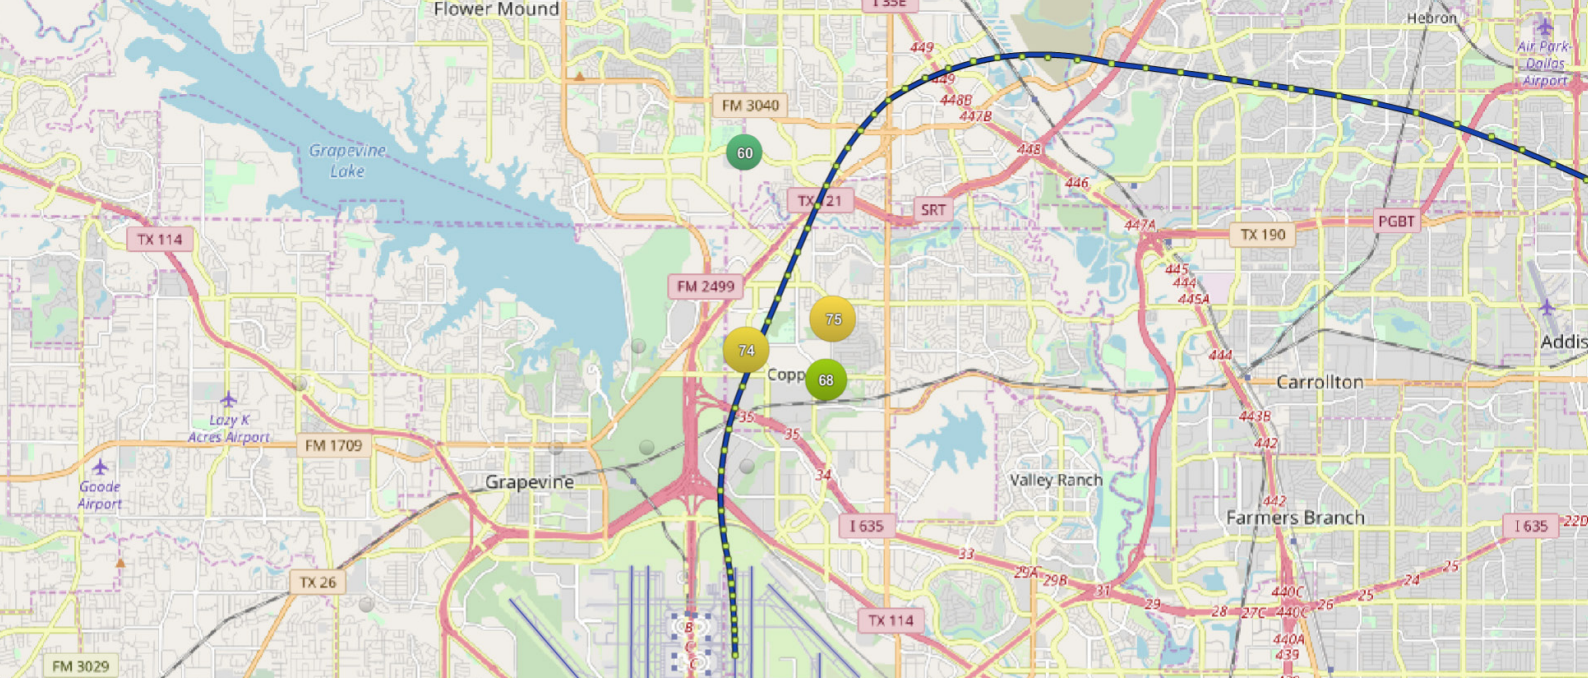 Flower Mound
I 35E
Hebron
449
Air Park-
Dallas
Airport
449
448B
447B
FM 3040
Grapevine
Lake
60
448
446
TX 121
SRT
447A
PGBT
TX 190
TX 114
445
444
445A
FM 2499
75
74
444
Addis
Copp
68
Carrollton
Lazy K
Acres Airport
35
35
443B
FM 1709
442
34
Goode
Airport
Grapevine
Valley Ranch
442
Farmers Branch
I 635
I 635
22D
33
29A
29B
25
24
TX 26
31
440C
25
29
28
27C
440C
26
TX 114
B
C
C
440A
439
FM 3029